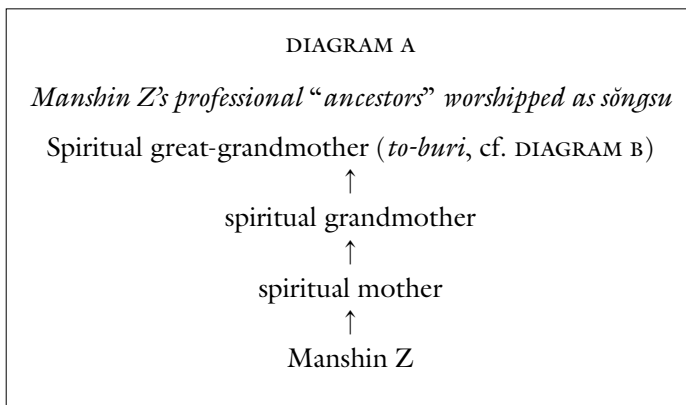 DIAGRAM A
Manshin Z’s professional “ancestors” worshipped as sŏngsu
Spiritual great-grandmother (to-buri, cf. DIAGRAM B)
↑
spiritual grandmother
↑
spiritual mother
↑
Manshin Z